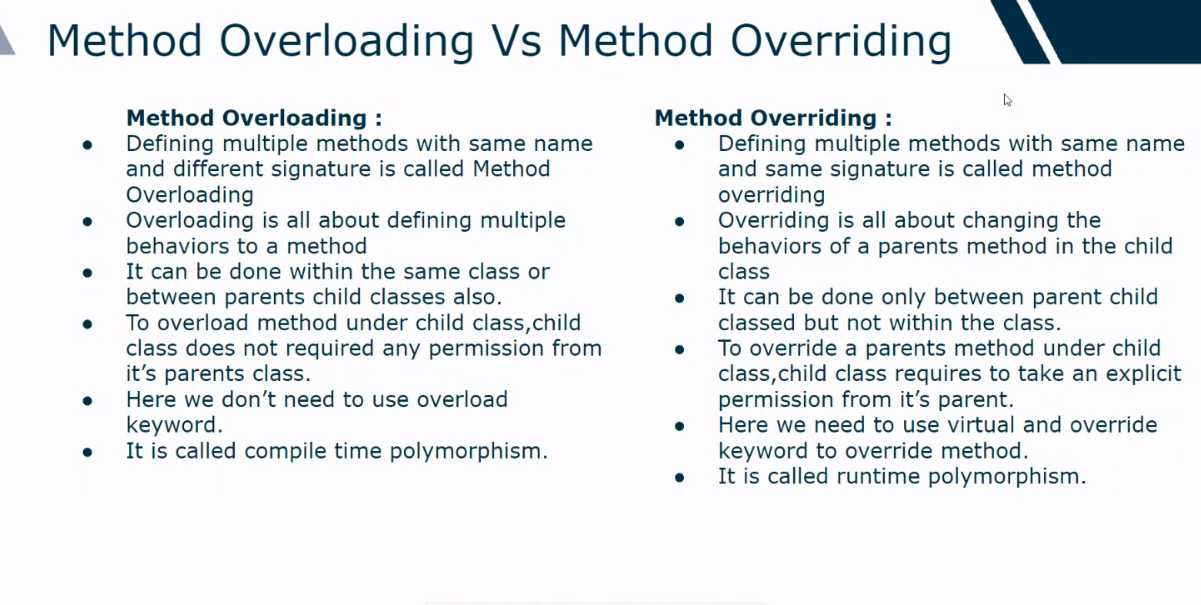 Method Overloading Vs Method Overriding
Method Overloading :
● Defining multiple methods with same name
and different signature is called Method
Overloading
● Overloading is all about defining multiple
behaviors to a method
● It can be done within the same class or
between parents child classes also.
● To overload method under child class,child
class does not required any permission from
it’s parents class.
● Here we don’t need to use overload
keyword.
● It is called compile time polymorphism.
Method Overriding :
● Defining multiple methods with same name
and same signature is called method
overriding
● Overriding is all about changing the
behaviors of a parents method in the child
class
● It can be done only between parent child
classed but not within the class.
● To override a parents method under child
class,child class requires to take an explicit
permission from it’s parent.
● Here we need to use virtual and override
keyword to override method.
● It is called runtime polymorphism.